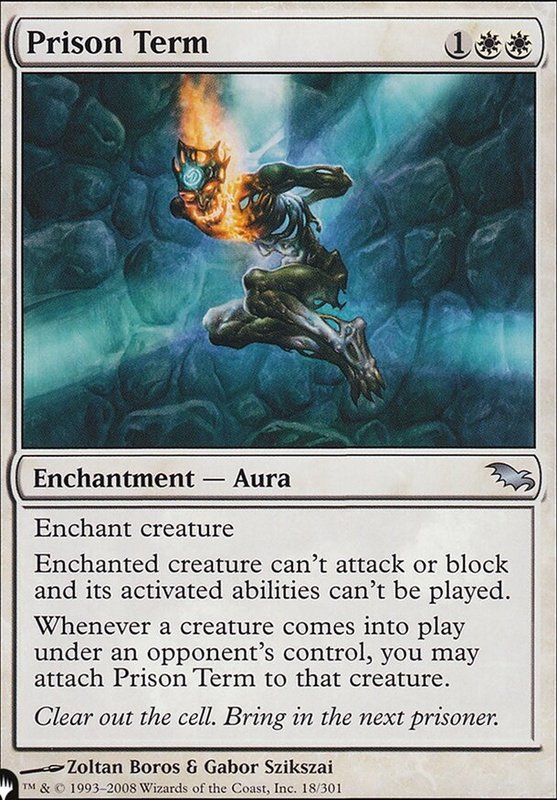 Prison Term 1
Enchantment — Aura
Enchant creature
Enchanted creature can't attack or block
and its activated abilities can't be played.
Whenever a creature comes into play
under an opponent's control, you may
attach Prison Term to that creature.
Clear out the cell. Bring in the next prisoner.
Zoltan Boros & Gabor Szikszai
™ & © 1993–2008 Wizards of the Coast, Inc. 18/301